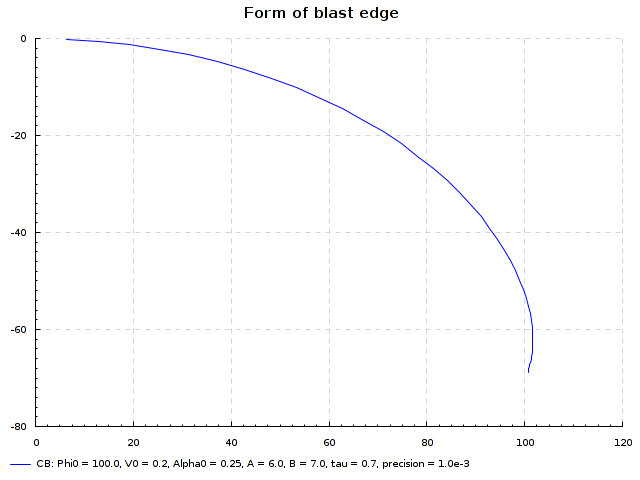 Form of blast edge
0
-20
-40
-60
-80
0 20 40 60 80 100 120
CB: Phi0 = 100.0, V0 = 0.2, Alpha0 = 0.25, A = 6.0, B = 7.0, tau = 0.7, precision = 1.0e-3